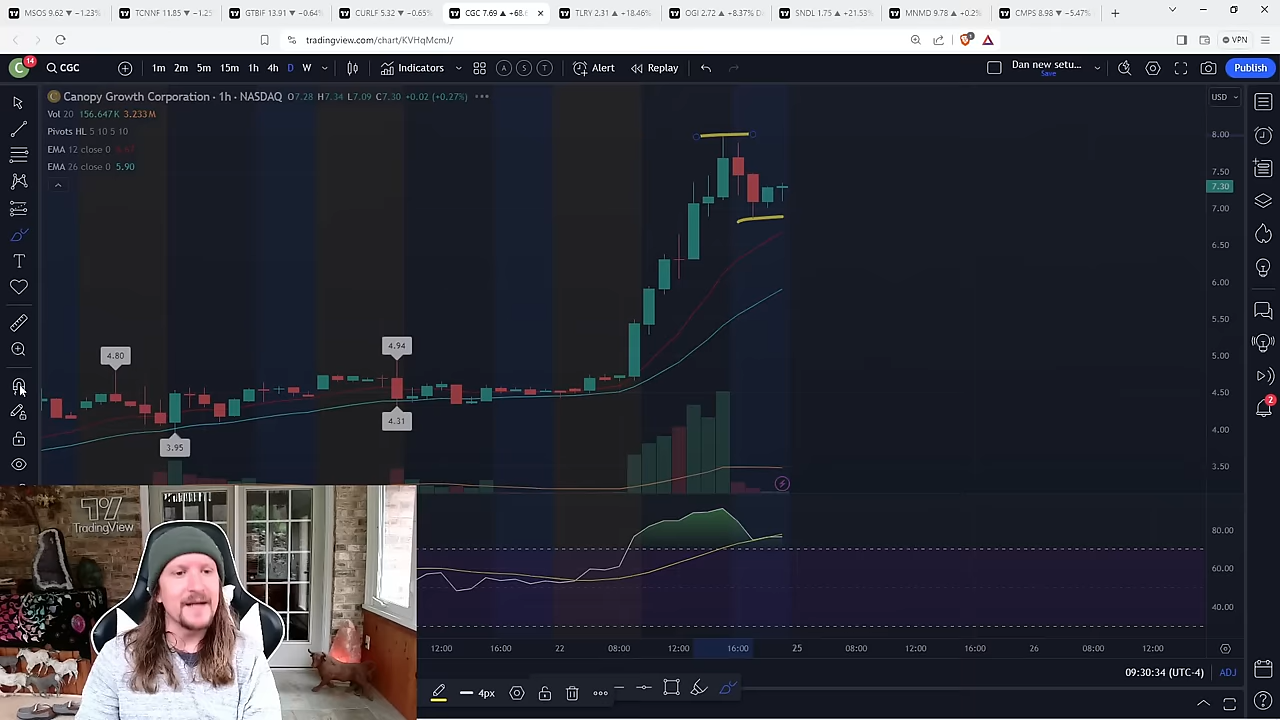 MSOS 9.62 ▼ −1.23%
TCNNF 11.85 ▼ −1.25
GTBIF 13.91 ▼ −0.64%
CURLF 5.32 ▼ −0.65%
CGC 7.69 ▲ +68.
TLRY 2.31 ▲ +18.46%
OGI 2.72 ▲ +8.37% D
SNDL 1.75 ▲ +21.53%
MNMD 9.78 ▲ +0.2%
CMPS 8.98 ▼ −5.47%
tradingview.com/chart/KVHqMcmJ/
VPN
C 14 CGC 1m 2m 5m 15m 1h 4h D W Indicators A S T Alert Replay Dan new setu... Save Publish
Canopy Growth Corporation · 1h · NASDAQ O7.28 H7.34 L7.09 C7.30 +0.02 (+0.27%)
USD
Vol 20 156.647K 3.233M
Pivots HL 5 10 5 10
EMA 12 close 0 6.67
EMA 26 close 0 5.90
8.00
7.50
7.30
7.00
6.50
6.00
5.50
5.00
4.50
4.00
3.50
4.80
4.94
4.31
3.95
2
80.00
60.00
40.00
TradingView
12:00 16:00 22 08:00 12:00 16:00 25 08:00 12:00 16:00 26 08:00 12:00
09:30:34 (UTC-4) ADJ
4px